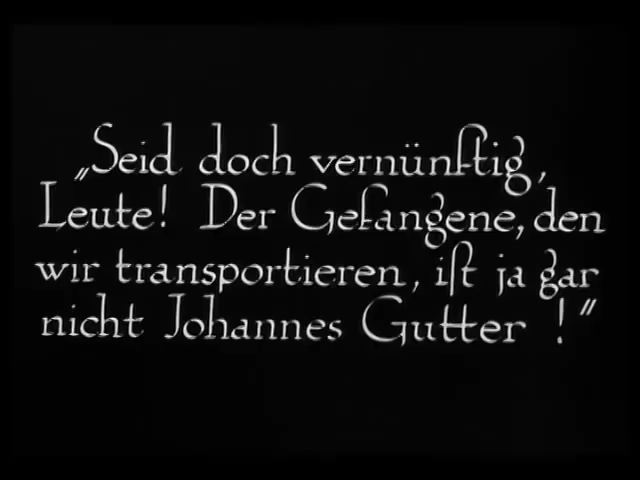 „Seid doch vernünftig,
Leute! Der Gefangene, den
wir transportieren, iſt ja gar
nicht Johannes Gutter!"